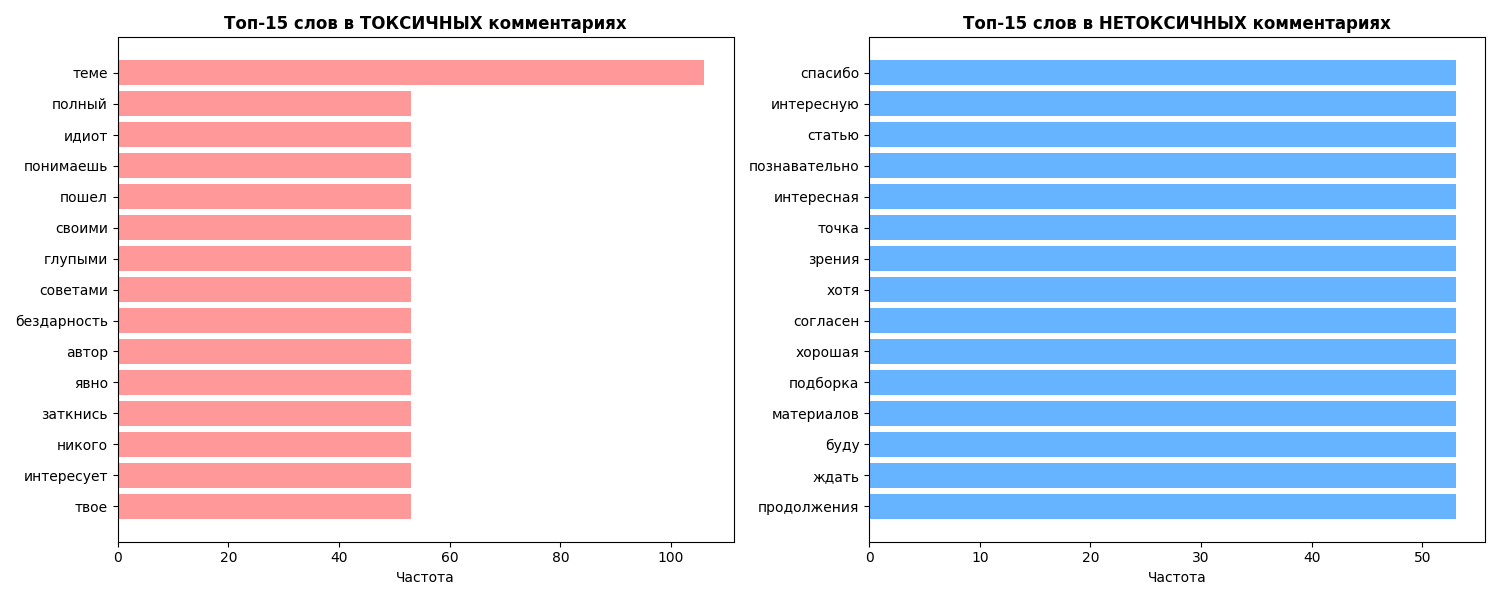 Топ-15 слов в ТОКСИЧНЫХ комментариях
теме
полный
идиот
понимаешь
пошел
своими
глупыми
советами
бездарность
автор
явно
заткнись
никого
интересует
твое
0 20 40 60 80 100
Частота
Топ-15 слов в НЕТОКСИЧНЫХ комментариях
спасибо
интересную
статью
познавательно
интересная
точка
зрения
хотя
согласен
хорошая
подборка
материалов
буду
ждать
продолжения
0 10 20 30 40 50
Частота